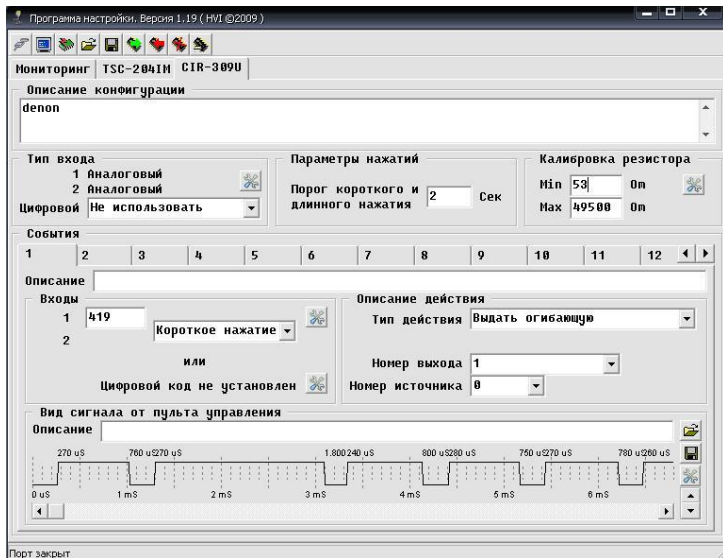 Программа настройки. Версия 1.19 ( HVI ©2009 )
Мониторинг TSC-204IM CIR-309U
Описание конфигурации
denon
Тип входа
1 Аналоговый
2 Аналоговый
Цифровой Не использовать
Параметры нажатий
Порог короткого и длинного нажатия 2 Сек
Калибровка резистора
Min 53 Om
Max 49500 Om
События
1 2 3 4 5 6 7 8 9 10 11 12
Описание
Входы
1 419
2
Короткое нажатие
или
Цифровой код не установлен
Описание действия
Тип действия Выдать огибающую
Номер выхода 1
Номер источника 0
Вид сигнала от пульта управления
Описание
270 uS 760 uS 270 uS 1.800 240 uS 800 uS 280 uS 750 uS 270 uS 780 uS 260 uS
0 uS 1 mS 2 mS 3 mS 4 mS 5 mS 6 mS
Порт закрыт